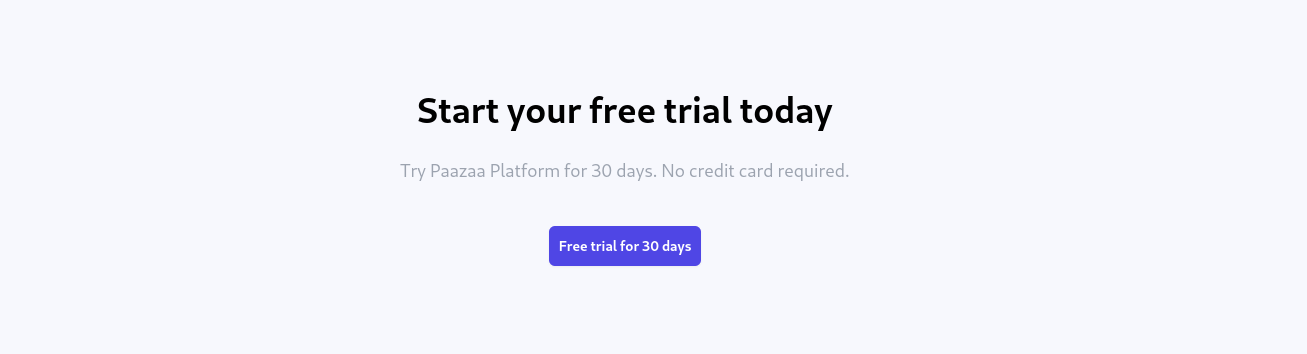 Start your free trial today
Try Paazaa Platform for 30 days. No credit card required.
Free trial for 30 days